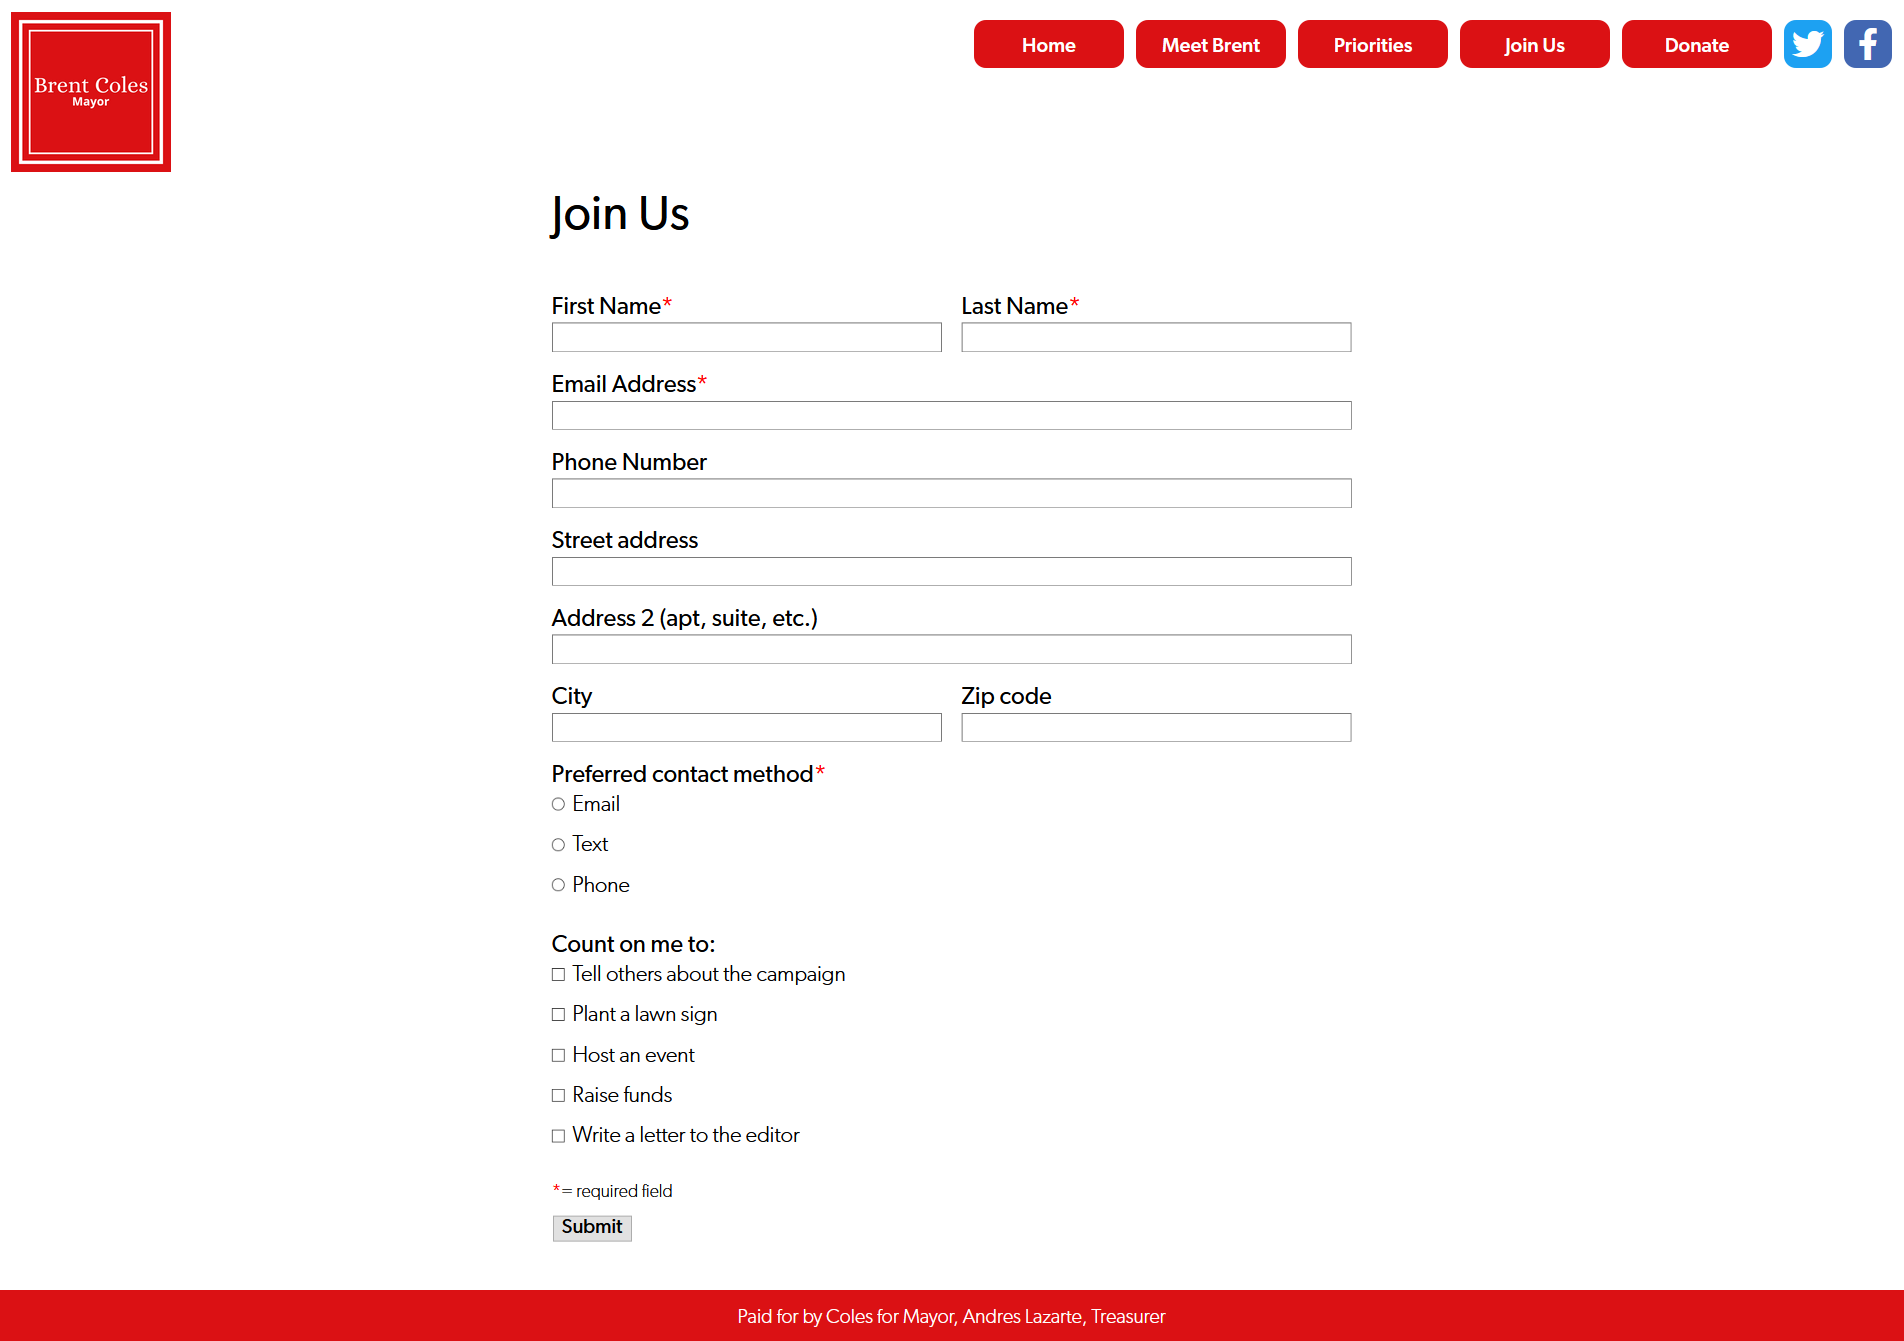 Brent Coles
Mayor
Home Meet Brent Priorities Join Us Donate
Join Us
First Name* Last Name*
Email Address*
Phone Number
Street address
Address 2 (apt, suite, etc.)
City Zip code
Preferred contact method*
Email
Text
Phone
Count on me to:
Tell others about the campaign
Plant a lawn sign
Host an event
Raise funds
Write a letter to the editor
*= required field
Submit
Paid for by Coles for Mayor, Andres Lazarte, Treasurer